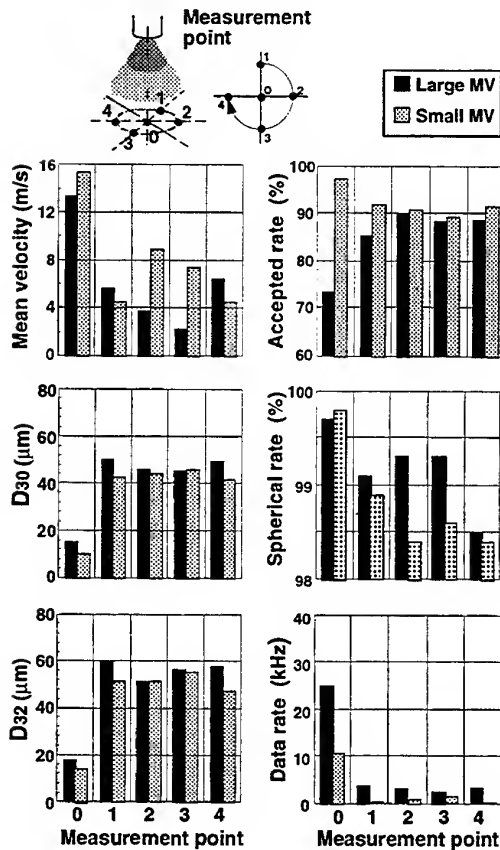 Measurement
point
1
4
2
0
3
1
4
0
2
3
Large MV
Small MV
Mean velocity (m/s)
16
12
8
4
0
Accepted rate (%)
100
90
80
70
60
D30 (μm)
80
60
40
20
0
Spherical rate (%)
100
99
98
D32 (μm)
80
60
40
20
0
0 1 2 3 4
Measurement point
Data rate (kHz)
40
30
20
10
0
0 1 2 3 4
Measurement point